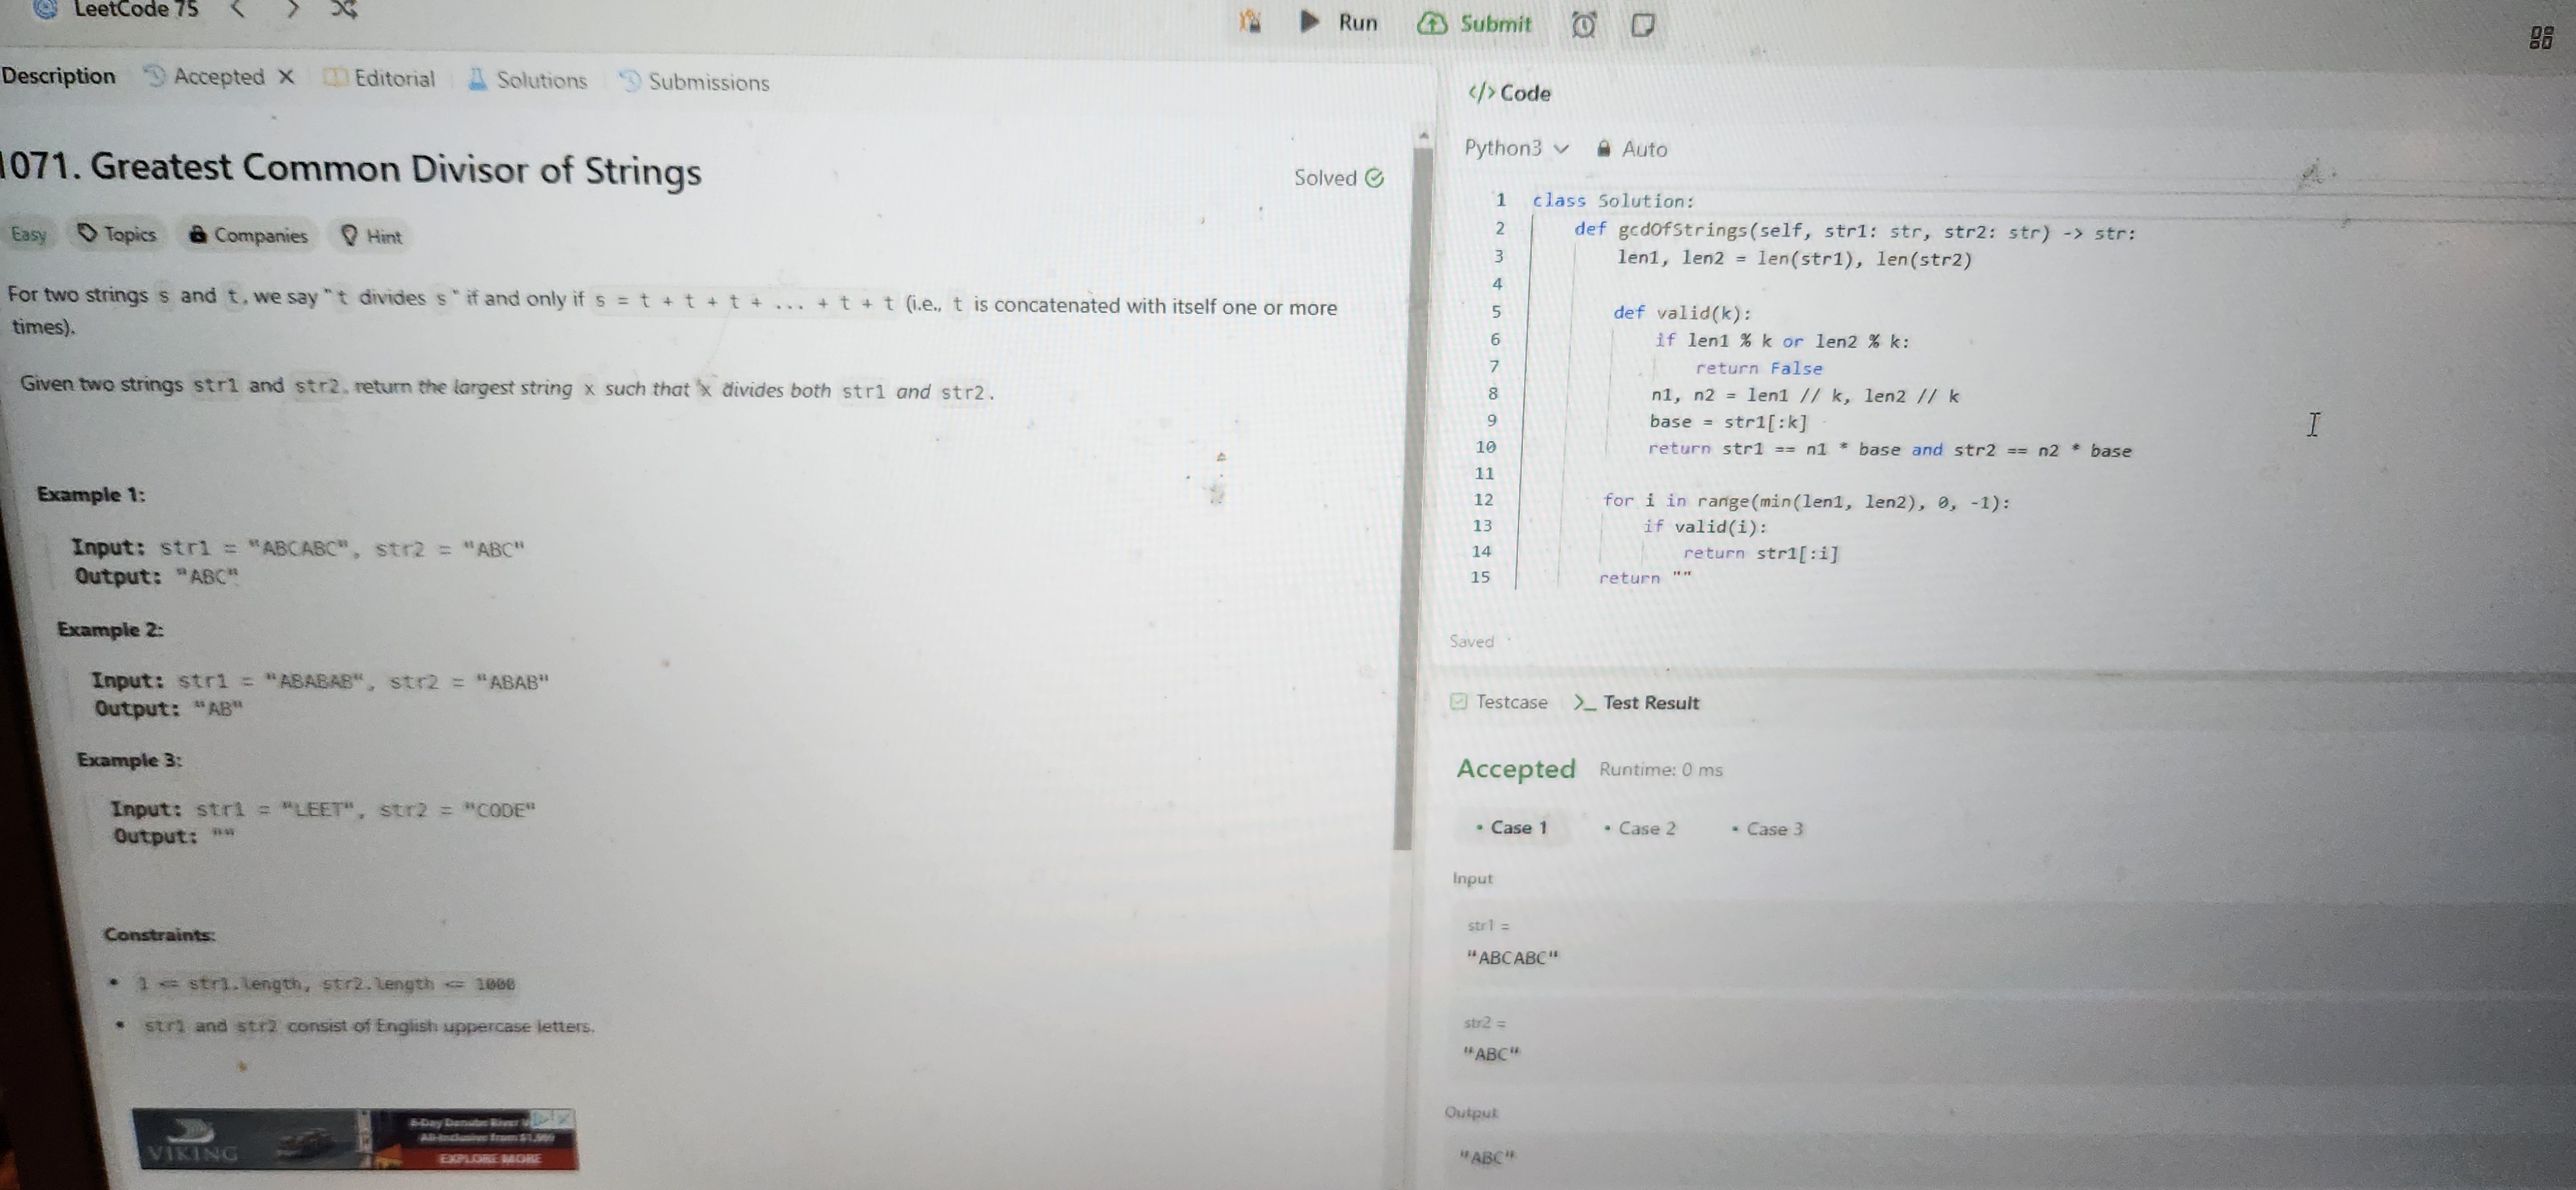 LeetCode 75
Run
Submit
Description
Accepted
Editorial
Solutions
Submissions
1071. Greatest Common Divisor of Strings
Solved
Easy
Topics
Companies
Hint
For two strings s and t, we say "t divides s" if and only if s = t + t + t + ... + t + t (i.e., t is concatenated with itself one or more
times).
Given two strings str1 and str2, return the largest string x such that x divides both str1 and str2.
Example 1:
Input: str1 = "ABCABC", str2 = "ABC"
Output: "ABC"
Example 2:
Input: str1 = "ABABAB", str2 = "ABAB"
Output: "AB"
Example 3:
Input: str1 = "LEET", str2 = "CODE"
Output: ""
Constraints:
• 1 <= str1.length, str2.length <= 1000
• str1 and str2 consist of English uppercase letters.
VIKING
All-Inclusive from $1,999
EXPLORE MORE
</> Code
Python3
Auto
1 class Solution:
2 def gcdOfStrings(self, str1: str, str2: str) -> str:
3 len1, len2 = len(str1), len(str2)
4
5 def valid(k):
6 if len1 % k or len2 % k:
7 return False
8 n1, n2 = len1 // k, len2 // k
9 base = str1[:k]
10 return str1 == n1 * base and str2 == n2 * base
11
12 for i in range(min(len1, len2), 0, -1):
13 if valid(i):
14 return str1[:i]
15 return ""
Saved
Testcase
>_ Test Result
Accepted Runtime: 0 ms
• Case 1 • Case 2 • Case 3
Input
str1 =
"ABCABC"
str2 =
"ABC"
Output
"ABC"